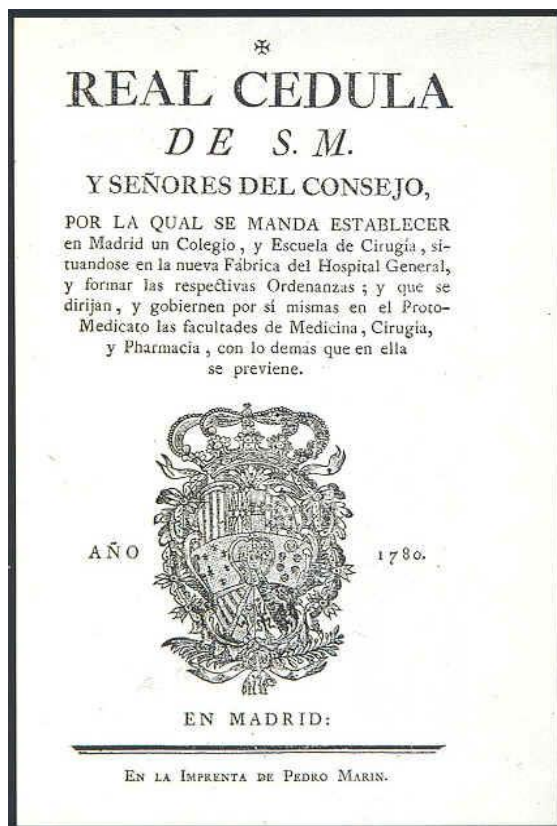 REAL CEDULA
DE S. M.
Y SEÑORES DEL CONSEJO,
POR LA QUAL SE MANDA ESTABLECER
en Madrid un Colegio, y Escuela de Cirugía, si-
tuandose en la nueva Fábrica del Hospital General,
y formar las respectivas Ordenanzas; y que se
dirijan, y gobiernen por sí mismas en el Proto-
Medicato las facultades de Medicina, Cirugia,
y Pharmacia, con lo demas que en ella
se previene.
AÑO 1780.
EN MADRID:
EN LA IMPRENTA DE PEDRO MARIN.